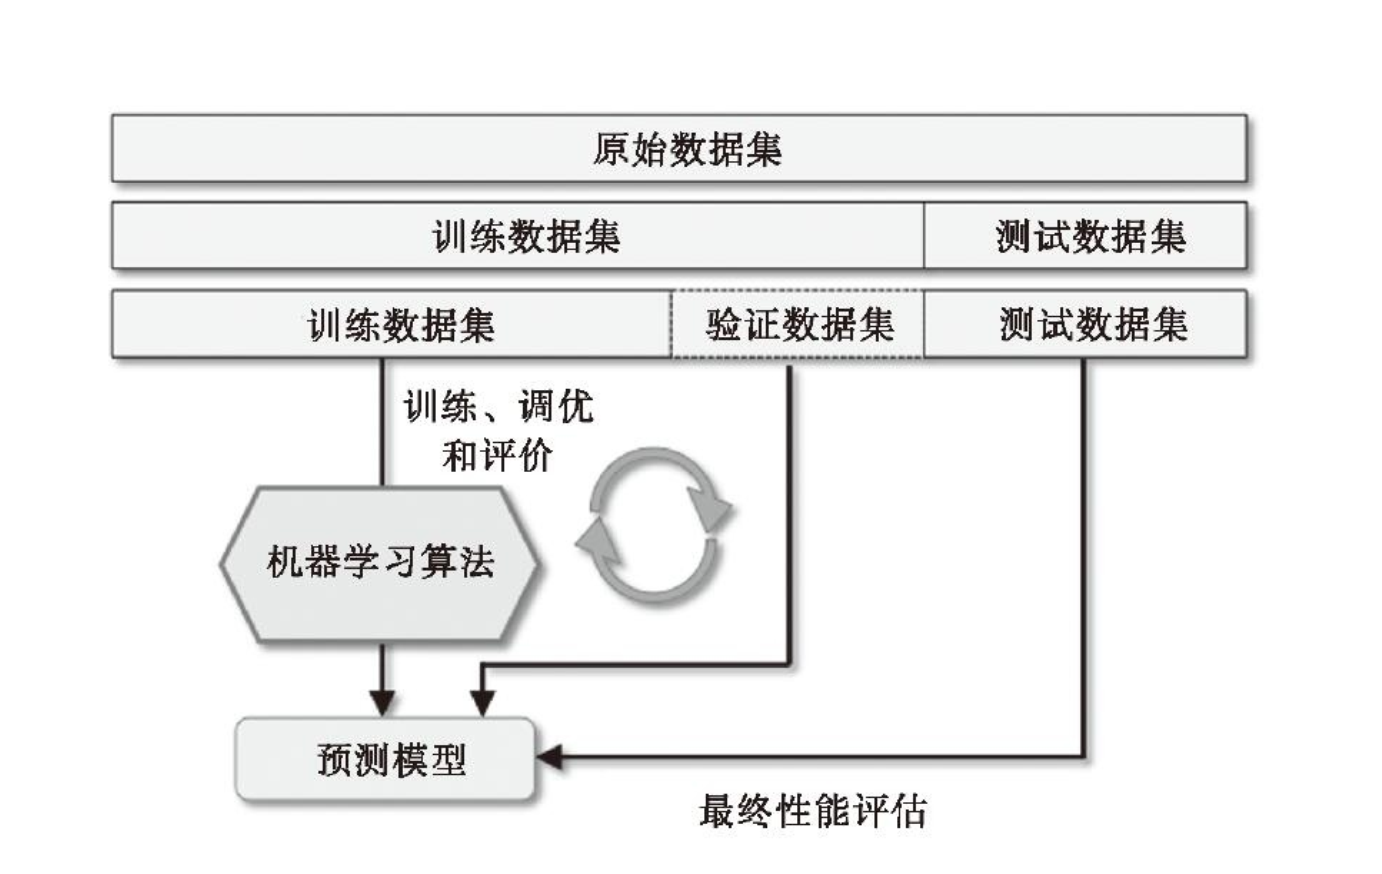 原始数据集
训练数据集
测试数据集
训练数据集
验证数据集
测试数据集
训练、调优
和评价
机器学习算法
预测模型
最终性能评估